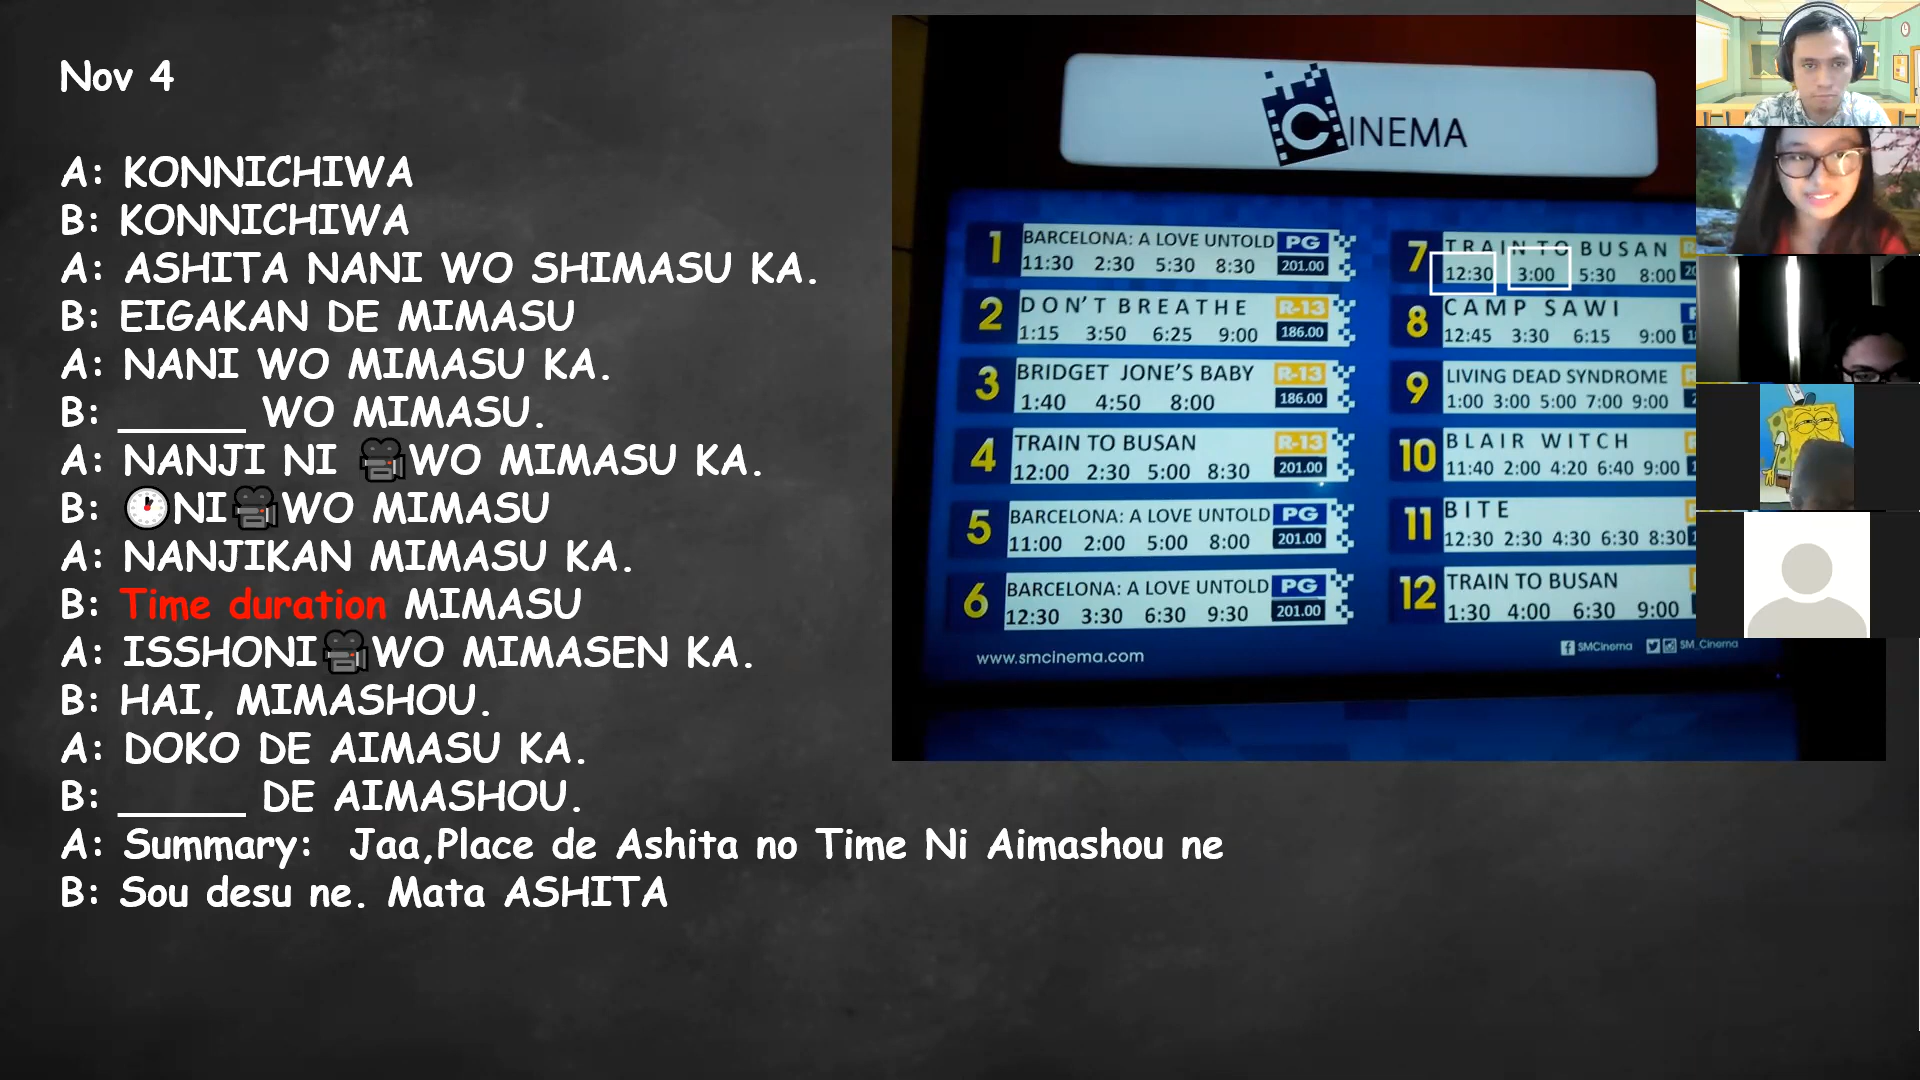 Nov 4
A: KONNICHIWA
B: KONNICHIWA
A: ASHITA NANI WO SHIMASU KA.
B: EIGAKAN DE MIMASU
A: NANI WO MIMASU KA.
B: _____ WO MIMASU.
A: NANJI NI 🎥WO MIMASU KA.
B: 🕐NI🎥WO MIMASU
A: NANJIKAN MIMASU KA.
B: Time duration MIMASU
A: ISSHONI🎥WO MIMASEN KA.
B: HAI, MIMASHOU.
A: DOKO DE AIMASU KA.
B: _____ DE AIMASHOU.
A: Summary: Jaa,Place de Ashita no Time Ni Aimashou ne
B: Sou desu ne. Mata ASHITA
CINEMA
1 BARCELONA: A LOVE UNTOLD PG
11:30 2:30 5:30 8:30 201.00
2 DON'T BREATHE R-13
1:15 3:50 6:25 9:00 186.00
3 BRIDGET JONE'S BABY R-13
1:40 4:50 8:00 186.00
4 TRAIN TO BUSAN R-13
12:00 2:30 5:00 8:30 201.00
5 BARCELONA: A LOVE UNTOLD PG
11:00 2:00 5:00 8:00 201.00
6 BARCELONA: A LOVE UNTOLD PG
12:30 3:30 6:30 9:30 201.00
7 TRAIN TO BUSAN
12:30 3:00 5:30 8:00
8 CAMP SAWI
12:45 3:30 6:15 9:00
9 LIVING DEAD SYNDROME
1:00 3:00 5:00 7:00 9:00
10 BLAIR WITCH
11:40 2:00 4:20 6:40 9:00
11 BITE
12:30 2:30 4:30 6:30 8:30
12 TRAIN TO BUSAN
1:30 4:00 6:30 9:00
www.smcinema.com
SMCinema SM_Cinema